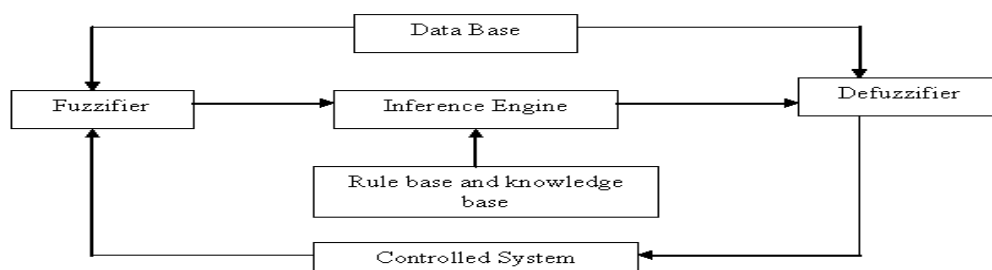 Data Base
Fuzzifier
Inference Engine
Defuzzifier
Rule base and knowledge
base
Controlled System